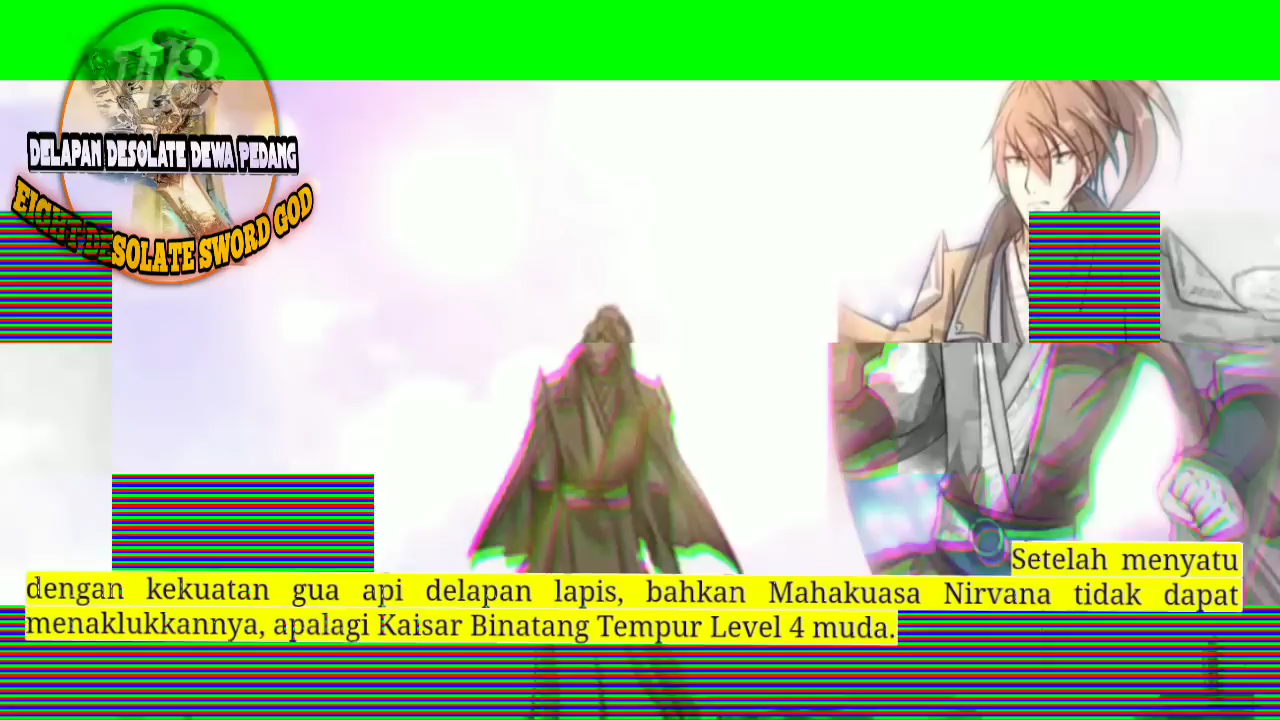 119
DELAPAN DESOLATE DEWA PEDANG
EIGHT DESOLATE SWORD GOD
Setelah menyatu
dengan kekuatan gua api delapan lapis, bahkan Mahakuasa Nirvana tidak dapat
menaklukkannya, apalagi Kaisar Binatang Tempur Level 4 muda.